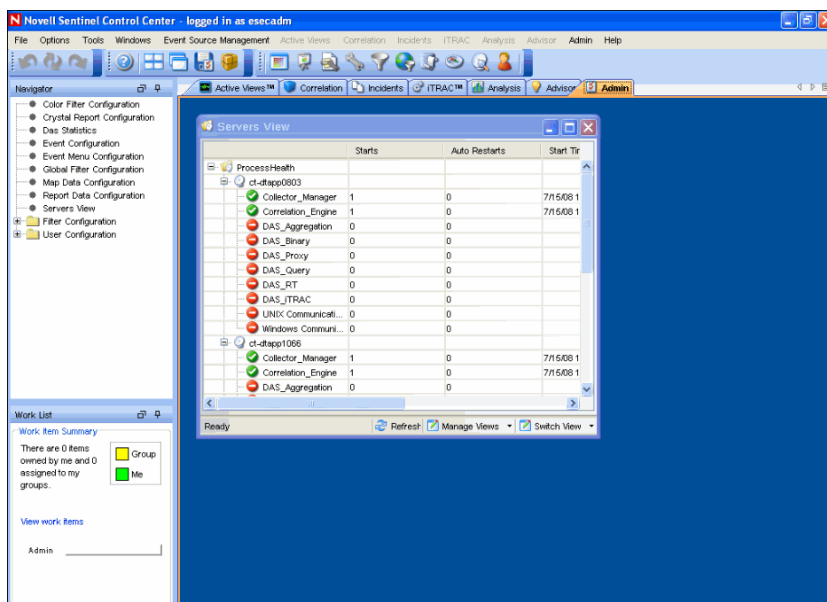 Novell Sentinel Control Center - logged in as esecadm
File Options Tools Windows Event Source Management Active Views Correlation Incidents iTRAC Analysis Advisor Admin Help
Navigator
Active Views™ Correlation Incidents iTRAC™ Analysis Advisor Admin
Color Filter Configuration
Crystal Report Configuration
Das Statistics
Event Configuration
Event Menu Configuration
Global Filter Configuration
Map Data Configuration
Report Data Configuration
Servers View
Filter Configuration
User Configuration
Servers View
Starts Auto Restarts Start Tir
ProcessHealth
ct-dtapp0803
Collector_Manager 1 0 7/15/08 1
Correlation_Engine 1 0 7/15/08 1
DAS_Aggregation 0 0
DAS_Binary 0 0
DAS_Proxy 0 0
DAS_Query 0 0
DAS_RT 0 0
DAS_iTRAC 0 0
UNIX Communicati... 0 0
Windows Communi... 0 0
ct-dtapp1066
Collector_Manager 1 0 7/15/08 1
Correlation_Engine 1 0 7/15/08 1
DAS_Aggregation 0 0
Ready Refresh Manage Views Switch View
Work List
Work Item Summary
There are 0 items
owned by me and 0
assigned to my
groups.
Group
Me
View work items
Admin